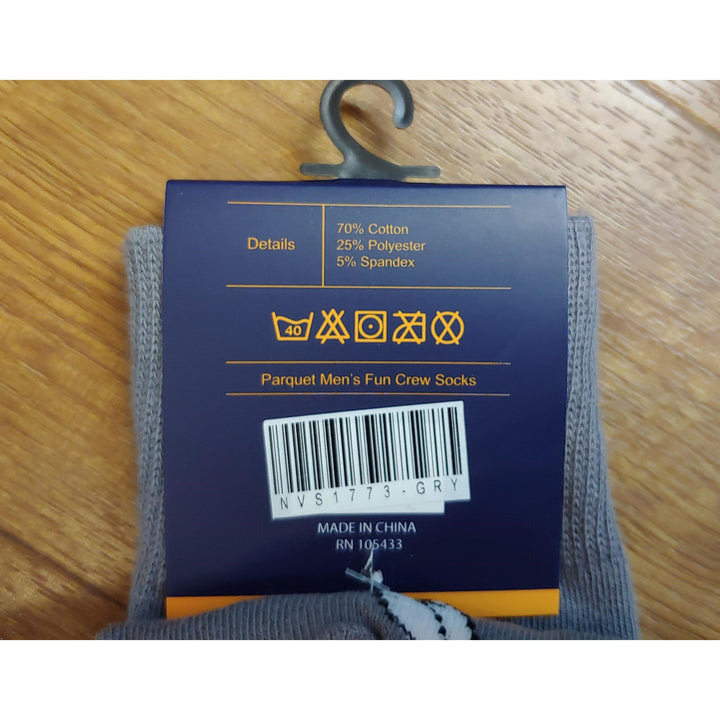 Details
70% Cotton
25% Polyester
5% Spandex
40
Parquet Men's Fun Crew Socks
NVS1773-GRY
MADE IN CHINA
RN 105433